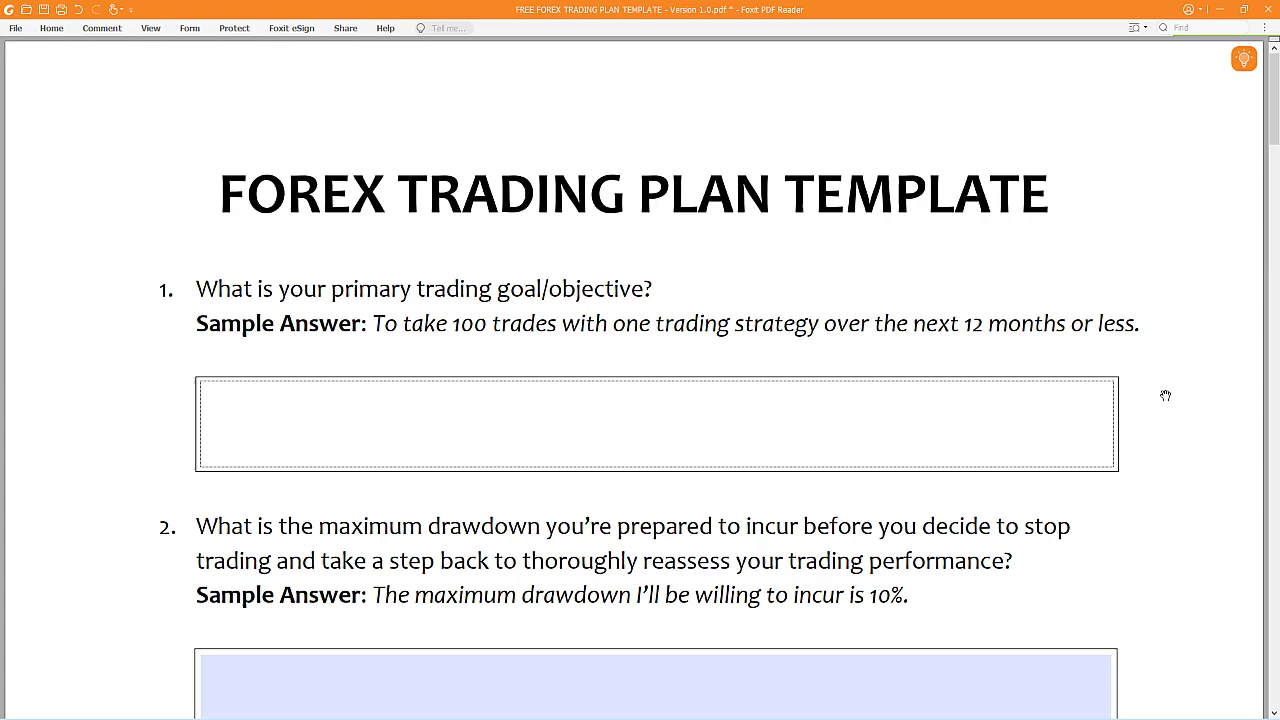 FREE FOREX TRADING PLAN TEMPLATE - Version 1.0.pdf * - Foxit PDF Reader
File Home Comment View Form Protect Foxit eSign Share Help Tell me... Find
FOREX TRADING PLAN TEMPLATE
1. What is your primary trading goal/objective?
Sample Answer: To take 100 trades with one trading strategy over the next 12 months or less.
2. What is the maximum drawdown you’re prepared to incur before you decide to stop
trading and take a step back to thoroughly reassess your trading performance?
Sample Answer: The maximum drawdown I’ll be willing to incur is 10%.